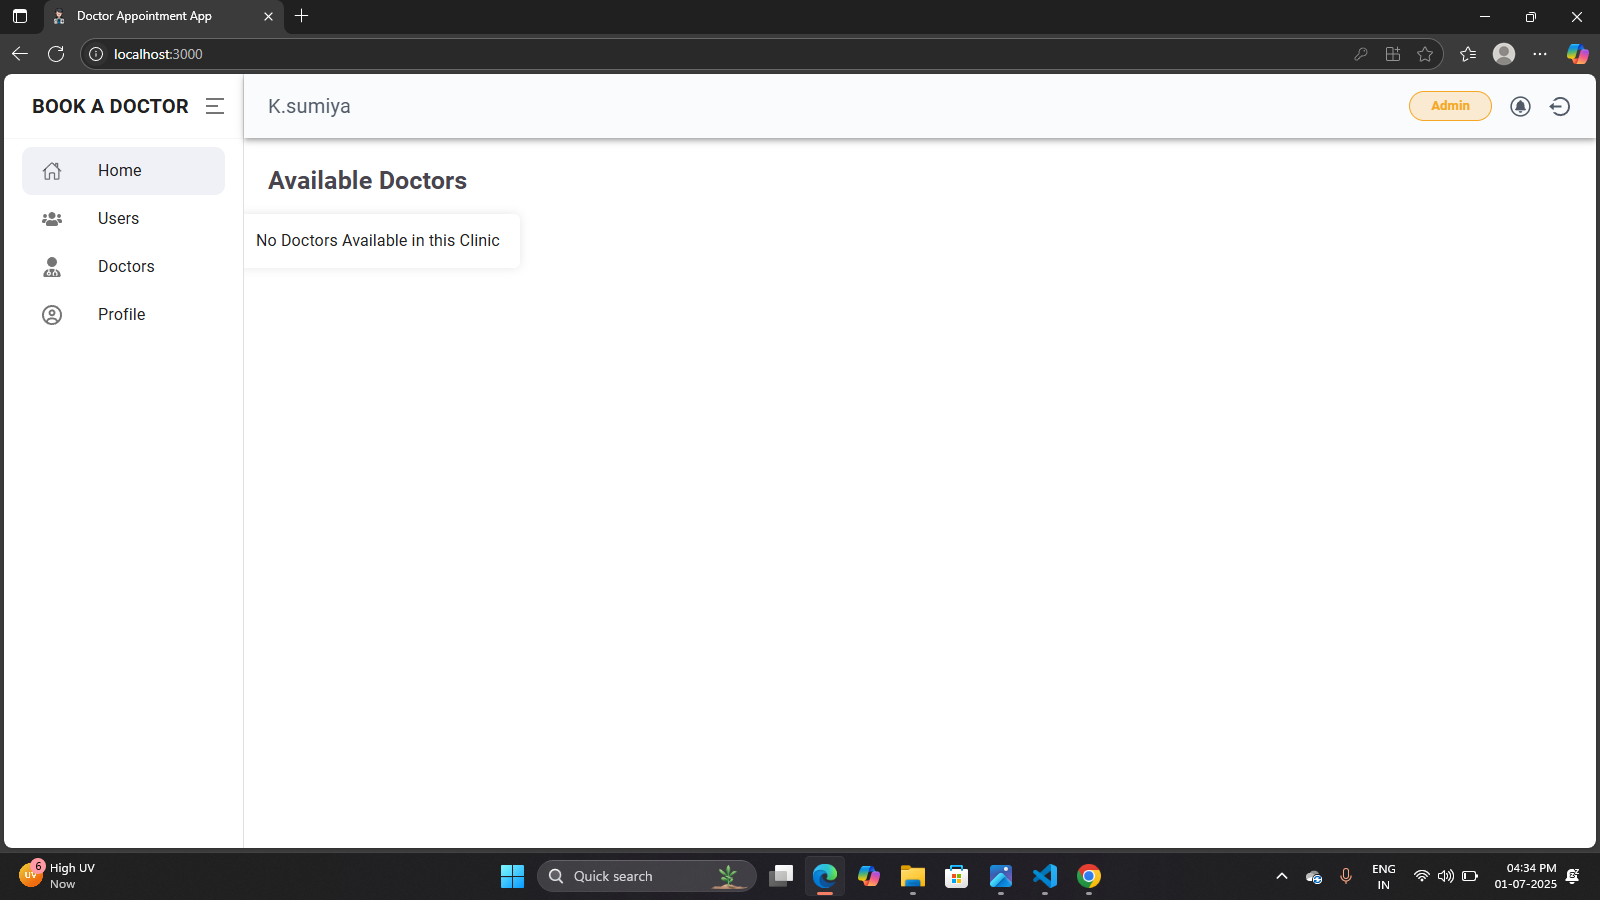 Doctor Appointment App
localhost:3000
BOOK A DOCTOR
K.sumiya
Admin
Home
Users
Doctors
Profile
Available Doctors
No Doctors Available in this Clinic
6
UV
High UV
Now
Quick search
ENG
IN
04:34 PM
01-07-2025